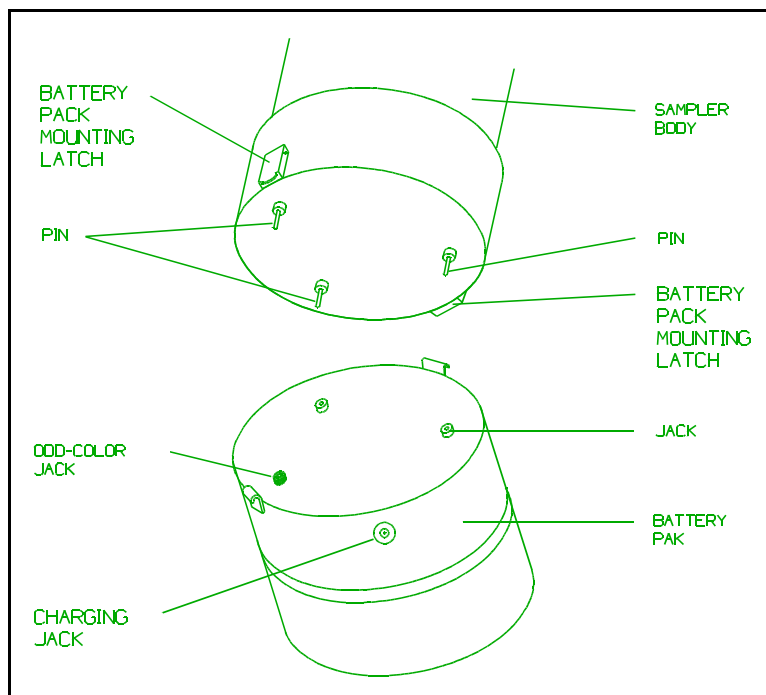 BATTERY
PACK
MOUNTING
LATCH
SAMPLER
BODY
PIN
PIN
BATTERY
PACK
MOUNTING
LATCH
JACK
ODD-COLOR
JACK
BATTERY
PAK
CHARGING
JACK